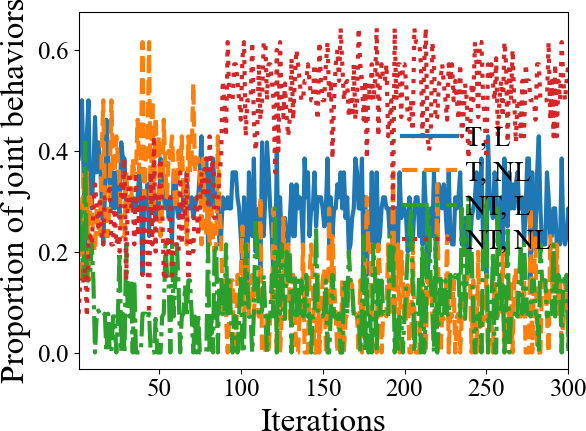 Proportion of joint behaviors
0.6
0.4
0.2
0.0
T, L
T, NL
NT, L
NT, NL
50 100 150 200 250 300
Iterations